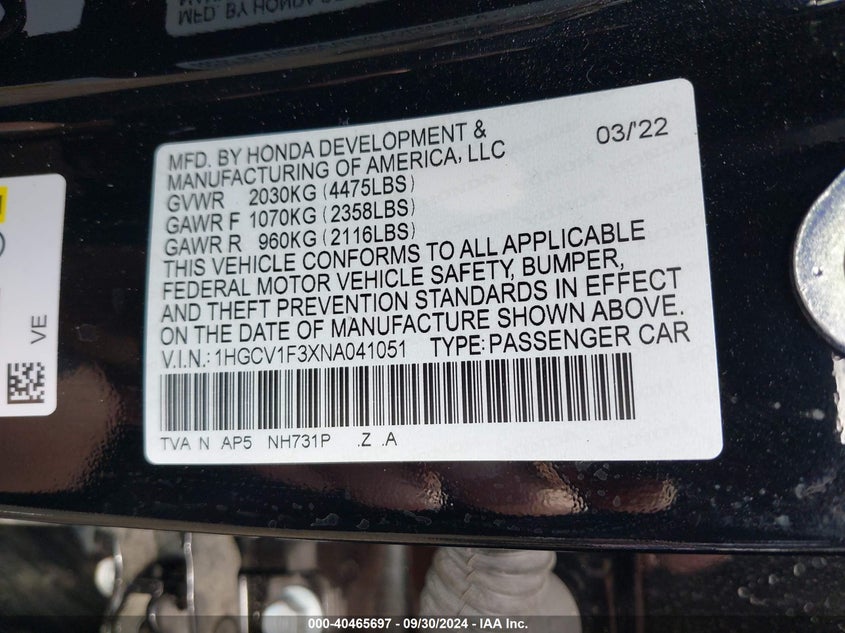 MFD. BY HONDA DEVELOPMENT &
MANUFACTURING OF AMERICA, LLC 03/'22
GVWR 2030KG (4475LBS)
GAWR F 1070KG (2358LBS)
GAWR R 960KG (2116LBS)
THIS VEHICLE CONFORMS TO ALL APPLICABLE
FEDERAL MOTOR VEHICLE SAFETY, BUMPER,
AND THEFT PREVENTION STANDARDS IN EFFECT
ON THE DATE OF MANUFACTURE SHOWN ABOVE.
V.I.N.: 1HGCV1F3XNA041051 TYPE: PASSENGER CAR
TVA N AP5 NH731P .Z .A
VE
000-40465697 - 09/30/2024 - IAA Inc.